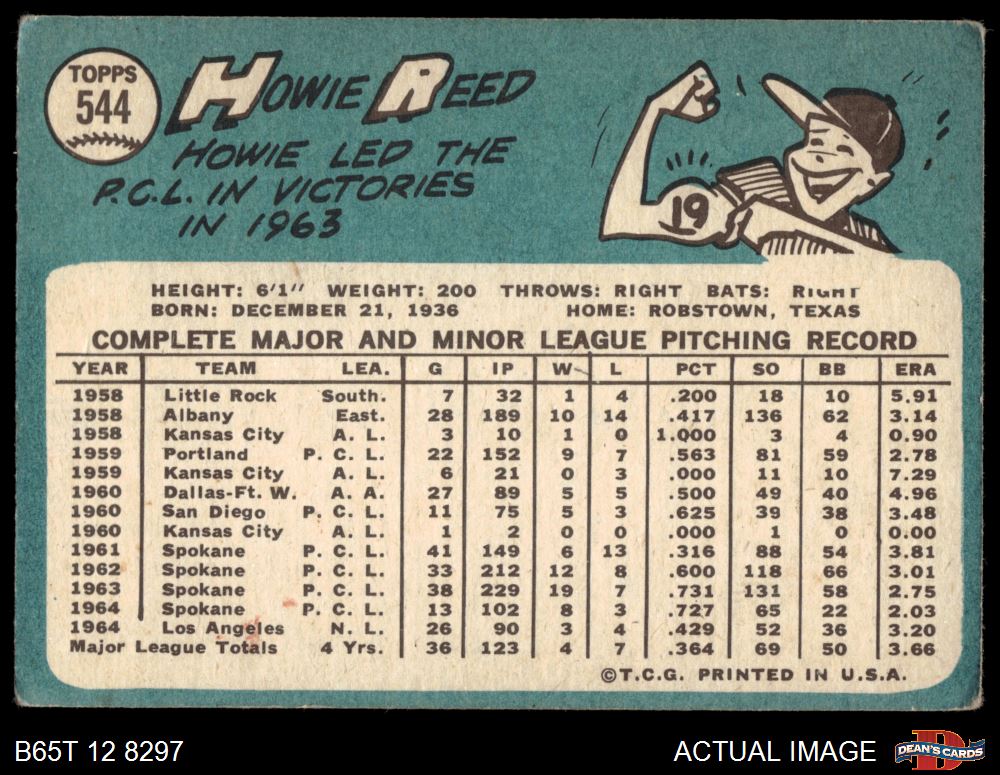 TOPPS
544
HOWIE REED
HOWIE LED THE
P.C.L. IN VICTORIES
IN 1963
19
HEIGHT: 6'1" WEIGHT: 200 THROWS: RIGHT BATS: RIGHT
BORN: DECEMBER 21, 1936 HOME: ROBSTOWN, TEXAS
COMPLETE MAJOR AND MINOR LEAGUE PITCHING RECORD
YEAR TEAM LEA. G IP W L PCT SO BB ERA
1958 Little Rock South. 7 32 1 4 .200 18 10 5.91
1958 Albany East. 28 189 10 14 .417 136 62 3.14
1958 Kansas City A. L. 3 10 1 0 1.000 3 4 0.90
1959 Portland P. C. L. 22 152 9 7 .563 81 59 2.78
1959 Kansas City A. L. 6 21 0 3 .000 11 10 7.29
1960 Dallas-Ft. W. A. A. 27 89 5 5 .500 49 40 4.96
1960 San Diego P. C. L. 11 75 5 3 .625 39 38 3.48
1960 Kansas City A. L. 1 2 0 0 .000 1 0 0.00
1961 Spokane P. C. L. 41 149 6 13 .316 88 54 3.81
1962 Spokane P. C. L. 33 212 12 8 .600 118 66 3.01
1963 Spokane P. C. L. 38 229 19 7 .731 131 58 2.75
1964 Spokane P. C. L. 13 102 8 3 .727 65 22 2.03
1964 Los Angeles N. L. 26 90 3 4 .429 52 36 3.20
Major League Totals 4 Yrs. 36 123 4 7 .364 69 50 3.66
©T.C.G. PRINTED IN U.S.A.
B65T 12 8297 ACTUAL IMAGE
DEAN'S CARDS